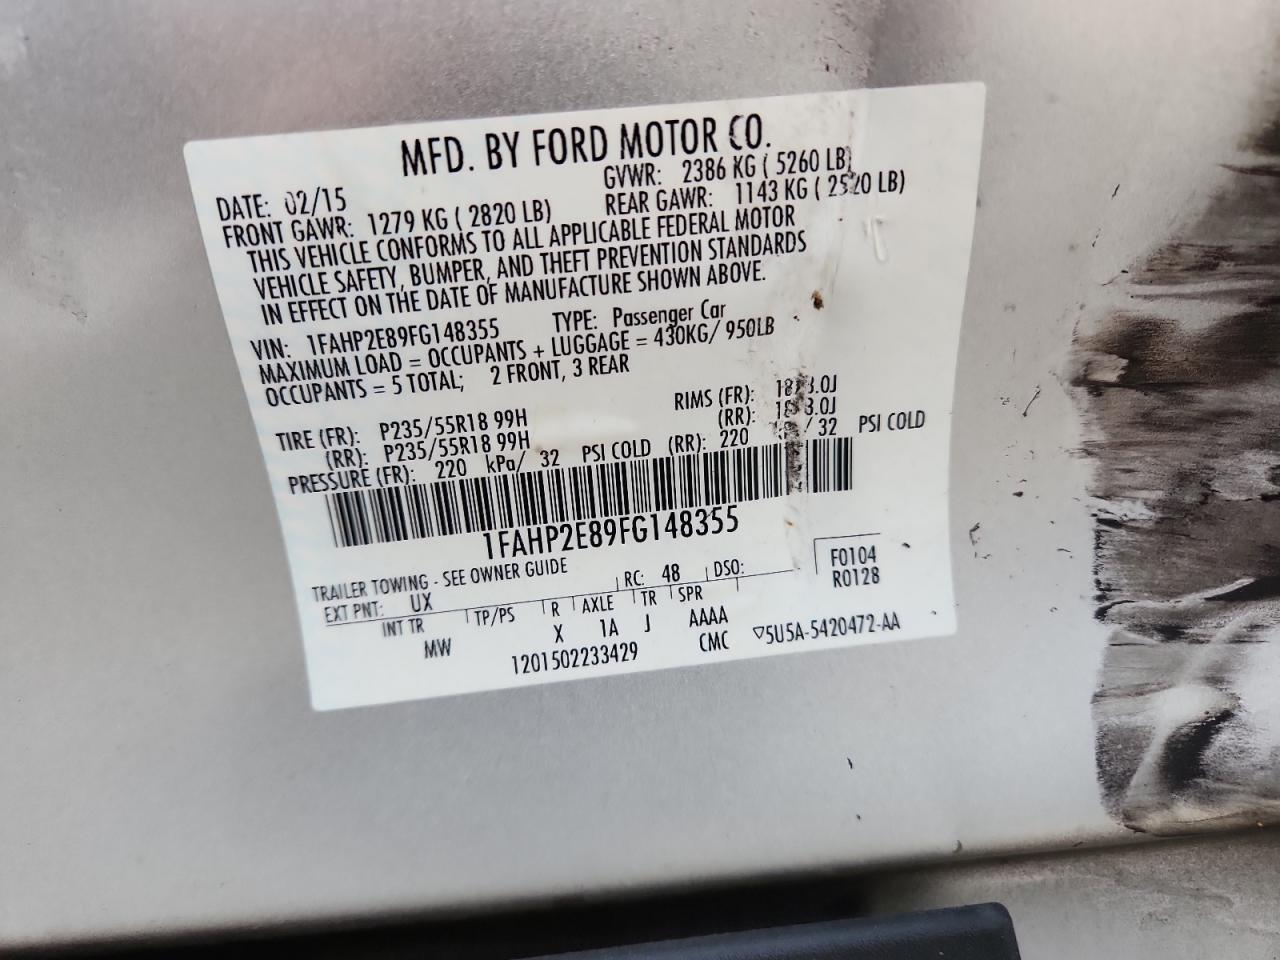 MFD. BY FORD MOTOR CO.
DATE: 02/15 GVWR: 2386 KG ( 5260 LB)
FRONT GAWR: 1279 KG ( 2820 LB) REAR GAWR: 1143 KG ( 2520 LB)
THIS VEHICLE CONFORMS TO ALL APPLICABLE FEDERAL MOTOR
VEHICLE SAFETY, BUMPER, AND THEFT PREVENTION STANDARDS
IN EFFECT ON THE DATE OF MANUFACTURE SHOWN ABOVE.
VIN: 1FAHP2E89FG148355 TYPE: Passenger Car
MAXIMUM LOAD = OCCUPANTS + LUGGAGE = 430KG/ 950LB
OCCUPANTS = 5 TOTAL; 2 FRONT, 3 REAR
TIRE (FR): P235/55R18 99H RIMS (FR):
(RR): P235/55R18 99H (RR):
PRESSURE (FR): 220 kPa/ 32 PSI COLD (RR): 220 / 32 PSI COLD
1FAHP2E89FG148355
TRAILER TOWING - SEE OWNER GUIDE
EXT PNT: UX RC: 48 DSO: F0104
INT TR TP/PS R AXLE TR SPR R0128
MW X 1A J AAAA
1201502233429 CMC ▽5U5A-5420472-AA